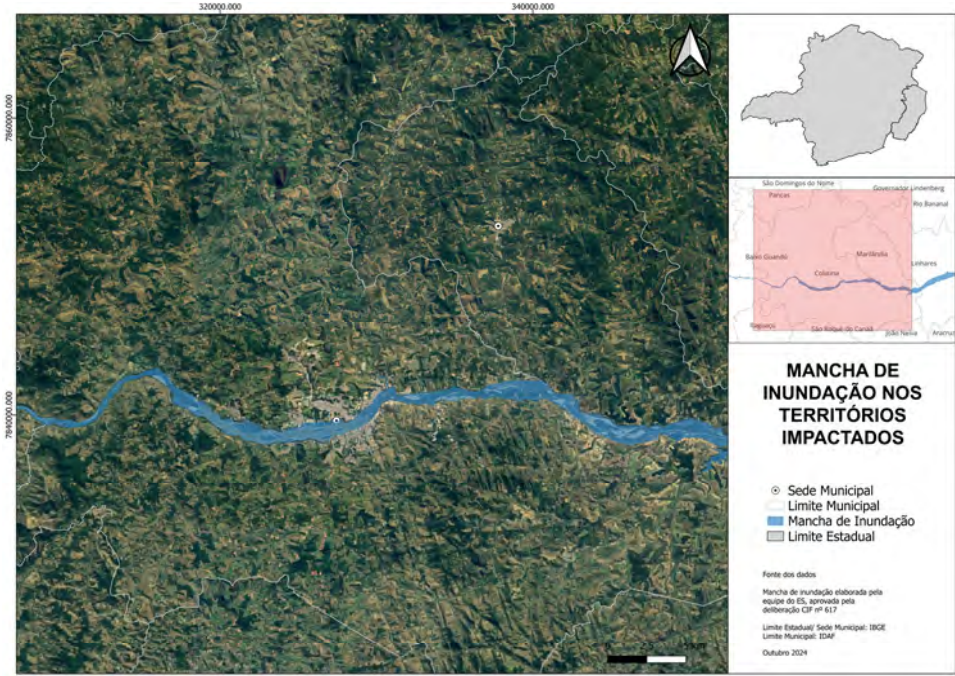 320000.000
340000.000
7860000.000
7840000.000
São Domingos do Norte
Governador Lindenberg
Pancas
Rio Bananal
Baixo Guandú
Marilândia
Linhares
Colatina
Itaguaçu
São Roque do Canaã
João Neiva
Aracruz
MANCHA DE
INUNDAÇÃO NOS
TERRITÓRIOS
IMPACTADOS
Sede Municipal
Limite Municipal
Mancha de Inundação
Limite Estadual
Fonte dos dados
Mancha de inundação elaborada pela
equipe do ES, aprovada pela
deliberação CIF nº 617
Limite Estadual/ Sede Municipal: IBGE
Limite Municipal: IDAF
Outubro 2024